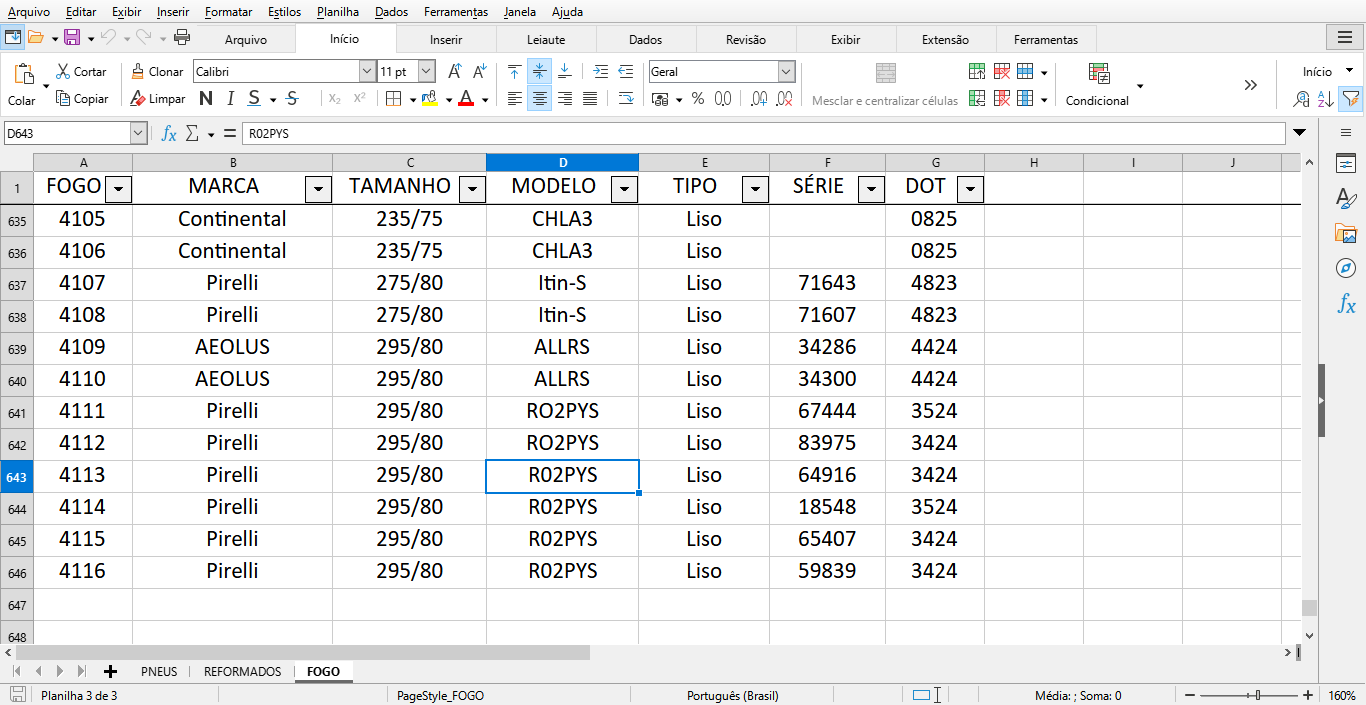 Arquivo Editar Exibir Inserir Formatar Estilos Planilha Dados Ferramentas Janela Ajuda
Arquivo Início Inserir Leiaute Dados Revisão Exibir Extensão Ferramentas
Colar Cortar Clonar Calibri 11 pt Geral Mesclar e centralizar células Condicional Início
Copiar Limpar N I S S X₂ X² % 0,0
D643 fx Σ = R02PYS
A B C D E F G H I J
1 FOGO MARCA TAMANHO MODELO TIPO SÉRIE DOT
635 4105 Continental 235/75 CHLA3 Liso 0825
636 4106 Continental 235/75 CHLA3 Liso 0825
637 4107 Pirelli 275/80 Itin-S Liso 71643 4823
638 4108 Pirelli 275/80 Itin-S Liso 71607 4823
639 4109 AEOLUS 295/80 ALLRS Liso 34286 4424
640 4110 AEOLUS 295/80 ALLRS Liso 34300 4424
641 4111 Pirelli 295/80 RO2PYS Liso 67444 3524
642 4112 Pirelli 295/80 RO2PYS Liso 83975 3424
643 4113 Pirelli 295/80 R02PYS Liso 64916 3424
644 4114 Pirelli 295/80 R02PYS Liso 18548 3524
645 4115 Pirelli 295/80 R02PYS Liso 65407 3424
646 4116 Pirelli 295/80 R02PYS Liso 59839 3424
647
648
PNEUS REFORMADOS FOGO
Planilha 3 de 3 PageStyle_FOGO Português (Brasil) Média: ; Soma: 0 160%